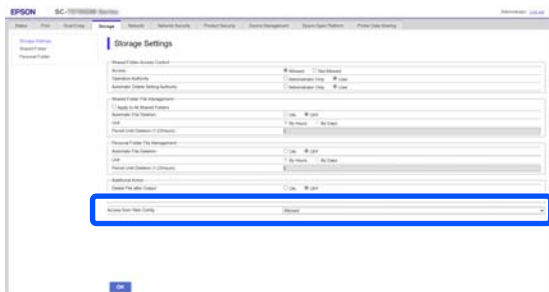 EPSON SC-
Administrator Log out
Status Print Scan/Copy Storage Network Network Security Product Security Device Management Epson Open Platform Printer Data Sharing
Storage Settings
Shared Folder
Personal Folder
Storage Settings
Shared Folder Access Control
Access : Allowed Not Allowed
Operation Authority : Administrator Only User
Automatic Delete Setting Authority : Administrator Only User
Shared Folder File Management
Apply to All Shared Folders
Automatic File Deletion : ON OFF
Unit : By Hours By Days
Period Until Deletion (1-23hours) :
Personal Folder File Management
Automatic File Deletion : ON OFF
Unit : By Hours By Days
Period Until Deletion (1-23hours) :
Additional Action
Delete File after Output : ON OFF
Access from Web Config : Allowed
OK